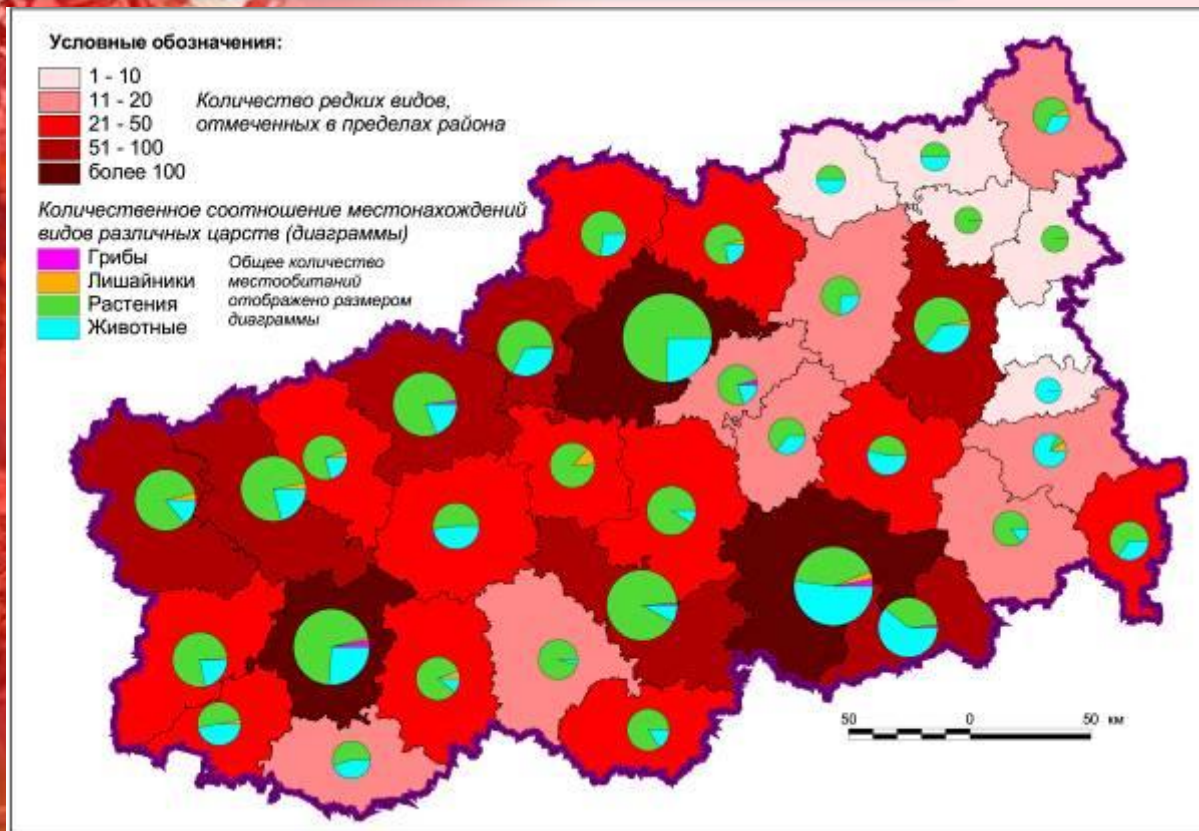 Условные обозначения:
1 - 10
11 - 20
21 - 50
51 - 100
более 100
Количество редких видов,
отмеченных в пределах района
Количественное соотношение местонахождений
видов различных царств (диаграммы)
Грибы
Лишайники
Растения
Животные
Общее количество
местообитаний
отображено размером
диаграммы
50 0 50 км